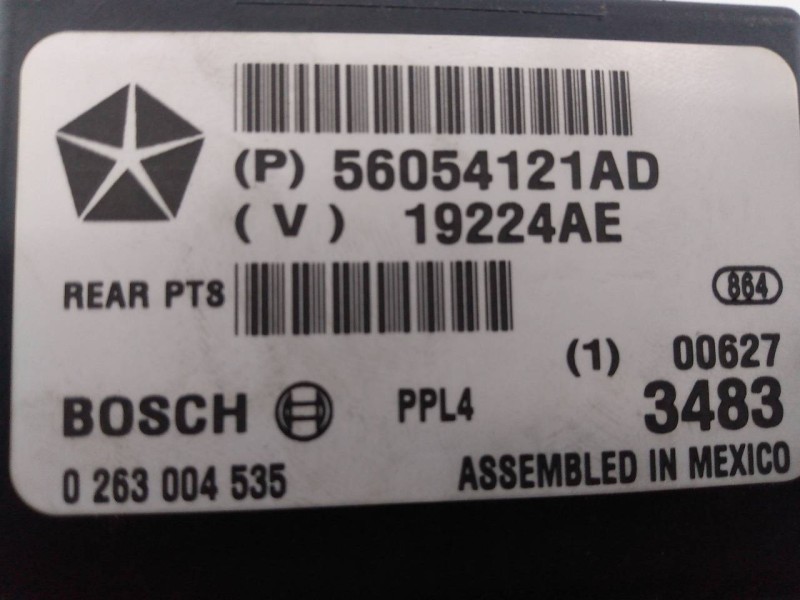 (P) 56054121AD
(V) 19224AE
REAR PTS
864
(1) 00627
BOSCH PPL4 3483
0 263 004 535 ASSEMBLED IN MEXICO